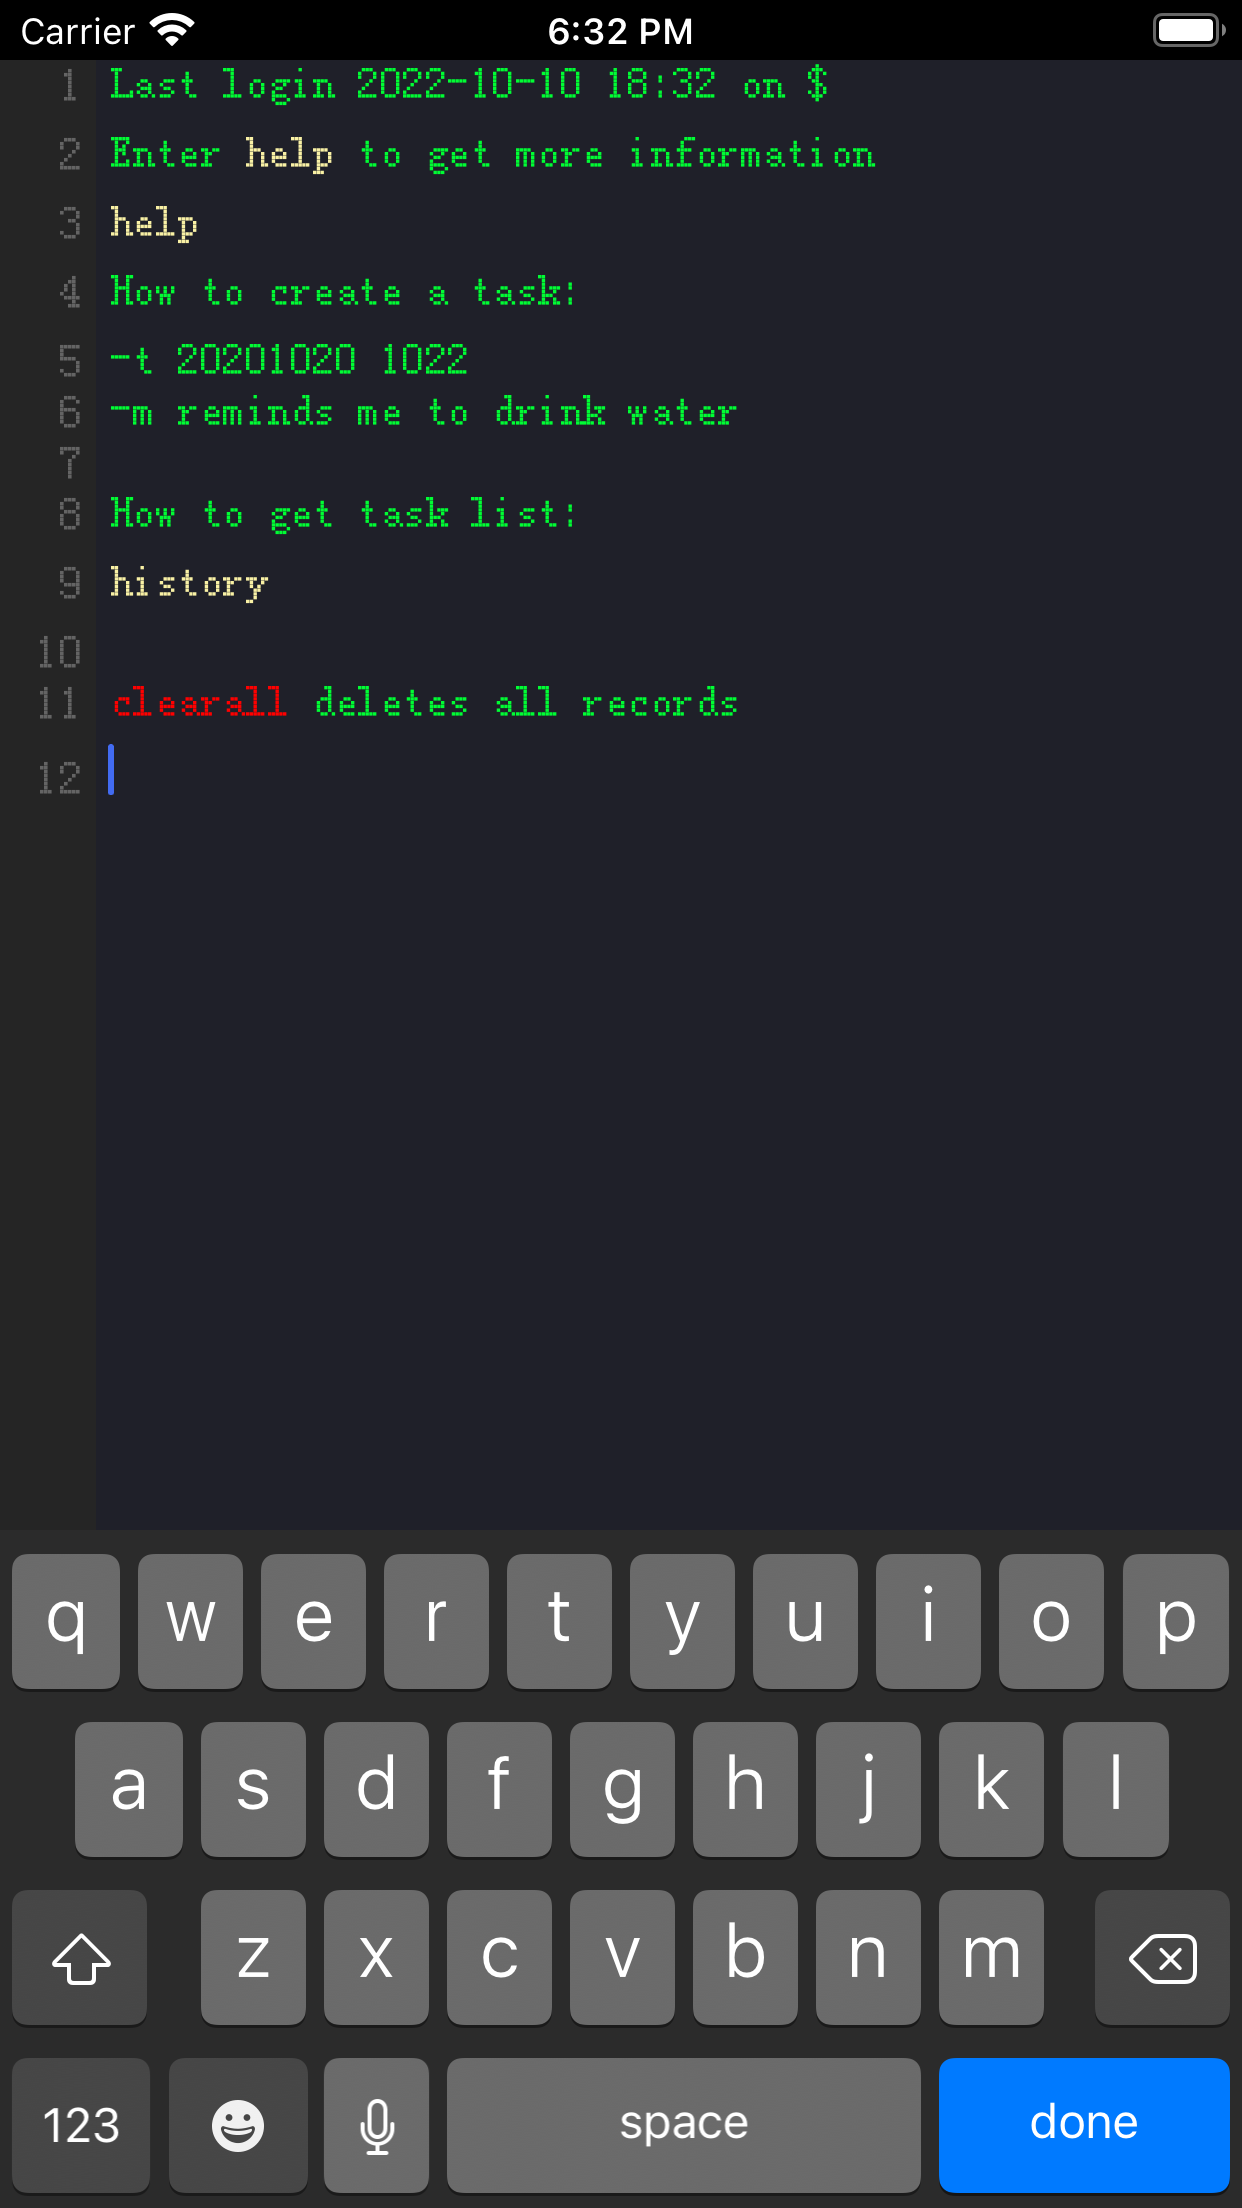 Carrier 6:32 PM
1 Last login 2022-10-10 18:32 on $
2 Enter help to get more information
3 help
4 How to create a task:
5 -t 20201020 1022
6 -m reminds me to drink water
7
8 How to get task list:
9 history
10
11 clearall deletes all records
12
q w e r t y u i o p
a s d f g h j k l
z x c v b n m
123 space done